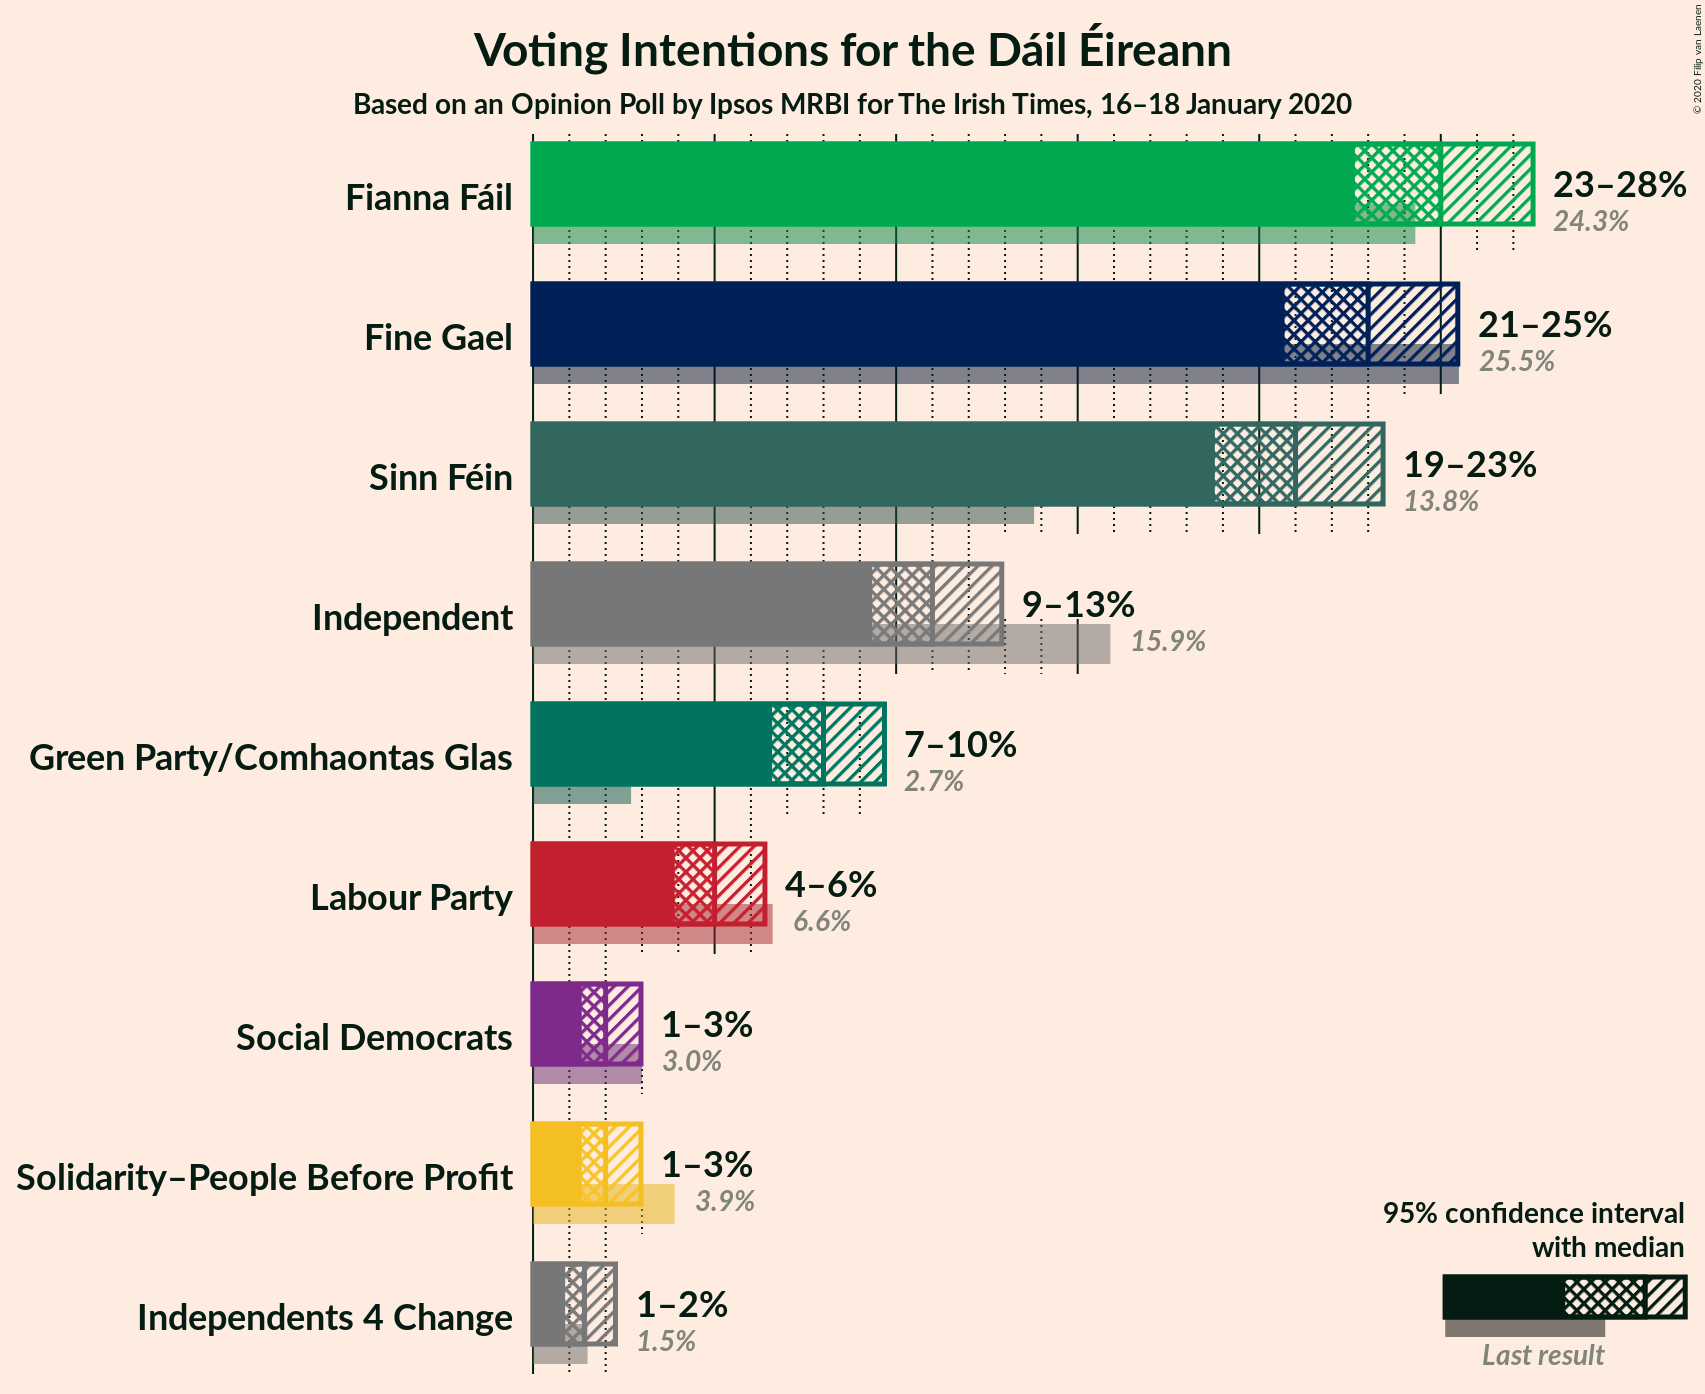 Voting Intentions for the Dáil Éireann
Based on an Opinion Poll by Ipsos MRBI for The Irish Times, 16–18 January 2020
© 2020 Filip van Laenen
Fianna Fáil
23–28%
24.3%
Fine Gael
21–25%
25.5%
Sinn Féin
19–23%
13.8%
Independent
9–13%
15.9%
Green Party/Comhaontas Glas
7–10%
2.7%
Labour Party
4–6%
6.6%
Social Democrats
1–3%
3.0%
Solidarity–People Before Profit
1–3%
3.9%
Independents 4 Change
1–2%
1.5%
95% confidence interval
with median
Last result